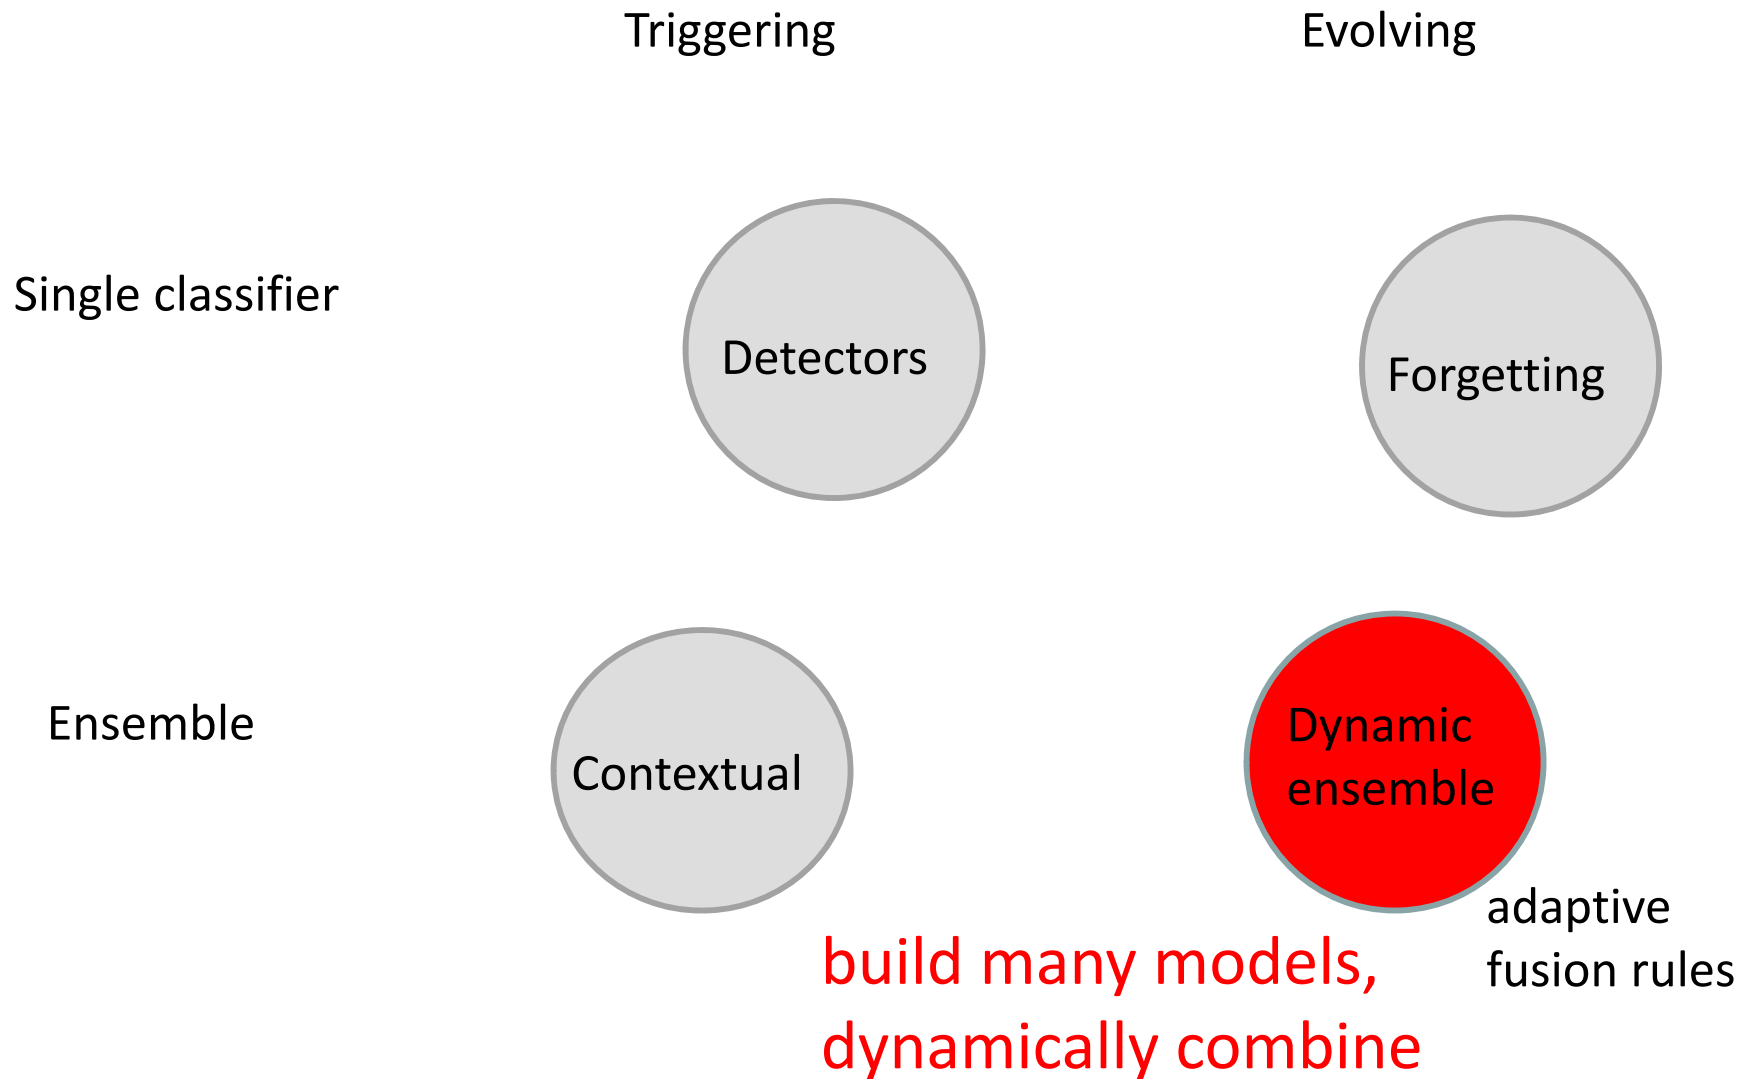 Triggering
Evolving
Single classifier
Detectors
Forgetting
Ensemble
Contextual
Dynamic
ensemble
adaptive
fusion rules
build many models,
dynamically combine